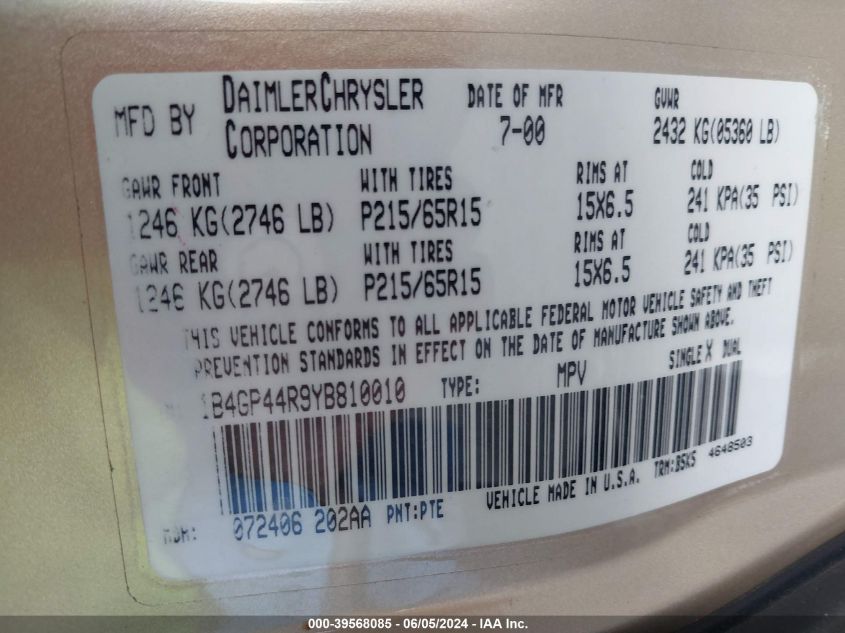 MFD BY DAIMLERCHRYSLER CORPORATION DATE OF MFR 7-00 GVWR 2432 KG(05360 LB)
GAWR FRONT WITH TIRES RIMS AT COLD
1246 KG(2746 LB) P215/65R15 15X6.5 241 KPA(35 PSI)
GAWR REAR WITH TIRES RIMS AT COLD
1246 KG(2746 LB) P215/65R15 15X6.5 241 KPA(35 PSI)
THIS VEHICLE CONFORMS TO ALL APPLICABLE FEDERAL MOTOR VEHICLE SAFETY AND THEFT
PREVENTION STANDARDS IN EFFECT ON THE DATE OF MANUFACTURE SHOWN ABOVE.
1B4GP44R9YB810010 TYPE: MPV SINGLE X DUAL
VEHICLE MADE IN U.S.A. TRM:BSK5 4648503
MDH: 072406 202AA PNT:PTE
000-39568085 - 06/05/2024 - IAA Inc.